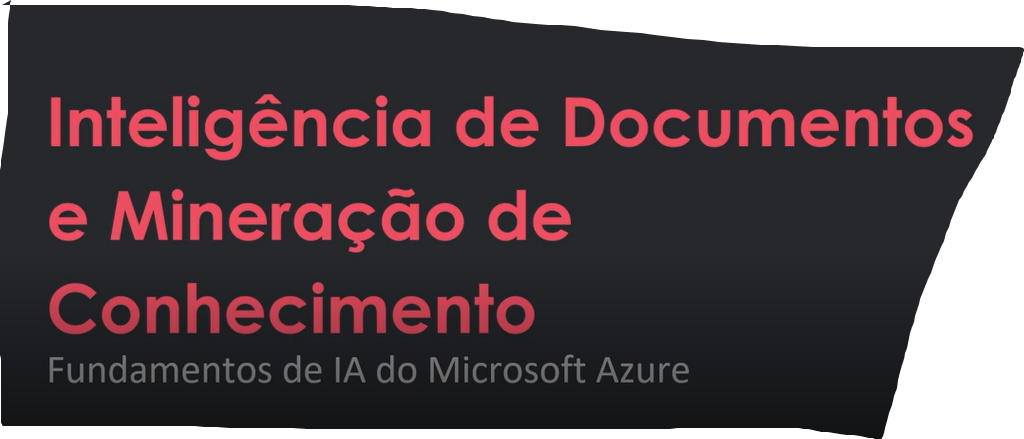 Inteligência de Documentos
e Mineração de
Conhecimento
Fundamentos de IA do Microsoft Azure